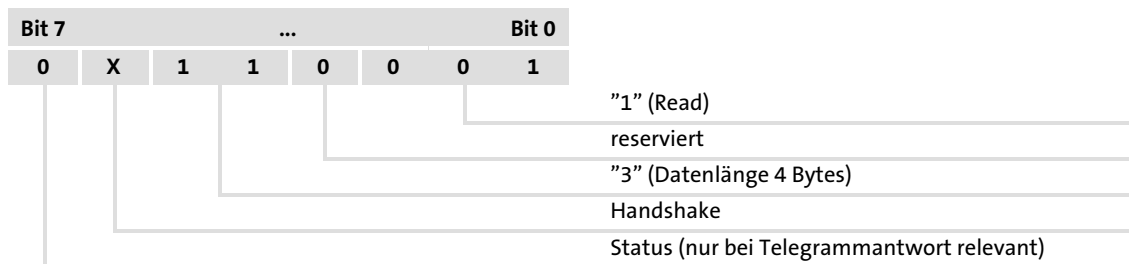 Bit 7 ... Bit 0
0 X 1 1 0 0 0 1
”1” (Read)
reserviert
”3” (Datenlänge 4 Bytes)
Handshake
Status (nur bei Telegrammantwort relevant)